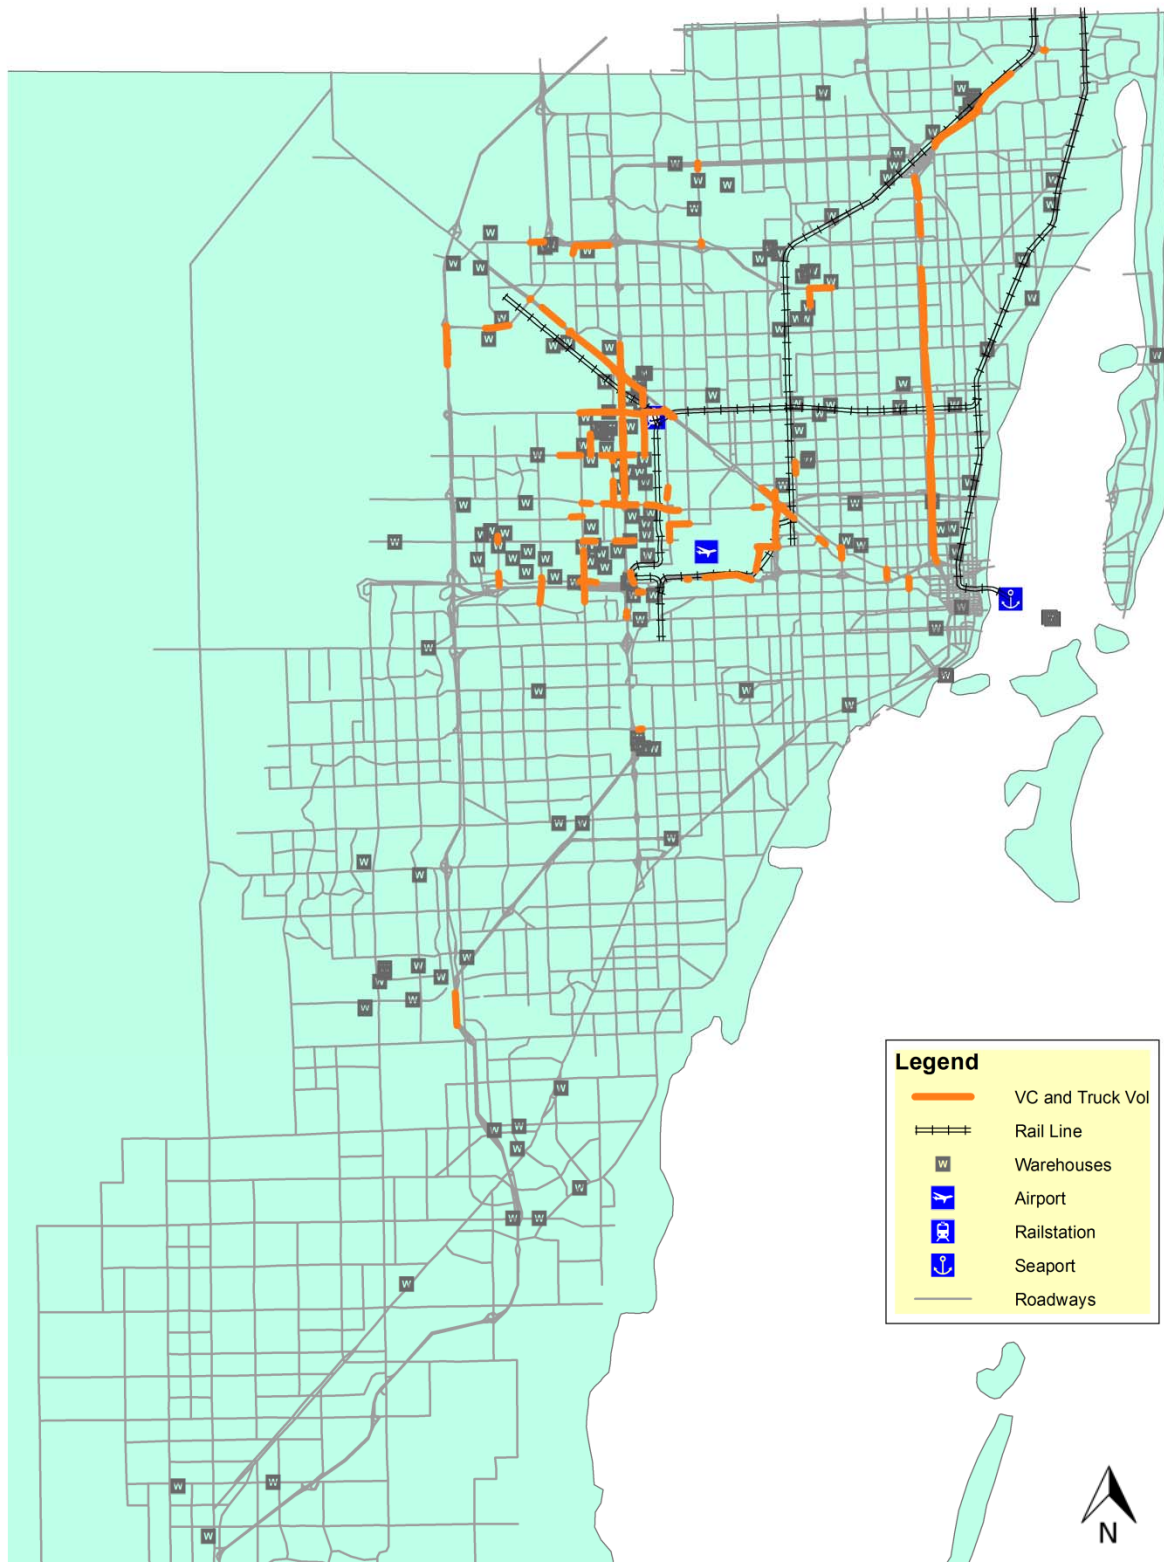 Legend
VC and Truck Vol
Rail Line
W Warehouses
Airport
Railstation
Seaport
Roadways
N